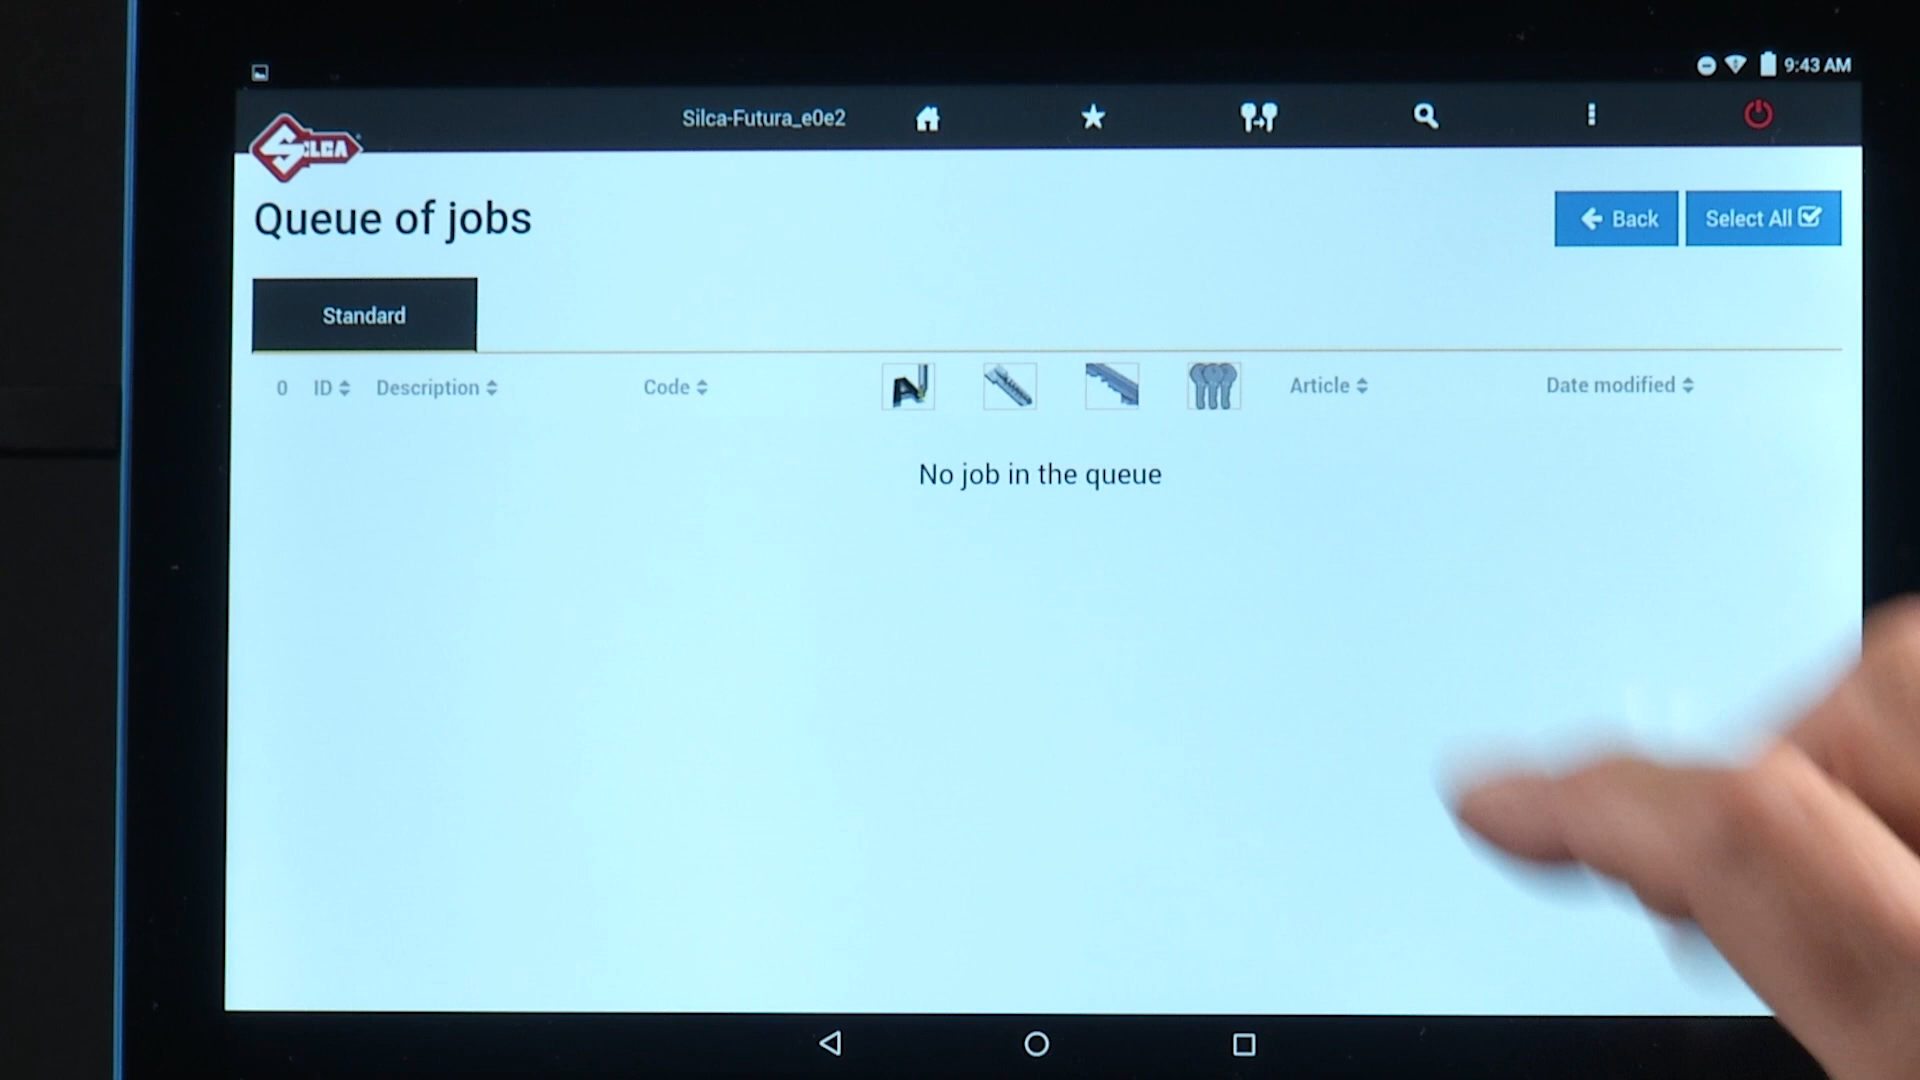 9:43 AM
Silca-Futura_e0e2
SILCA
Queue of jobs
Back
Select All
Standard
0 ID Description Code Article Date modified
No job in the queue